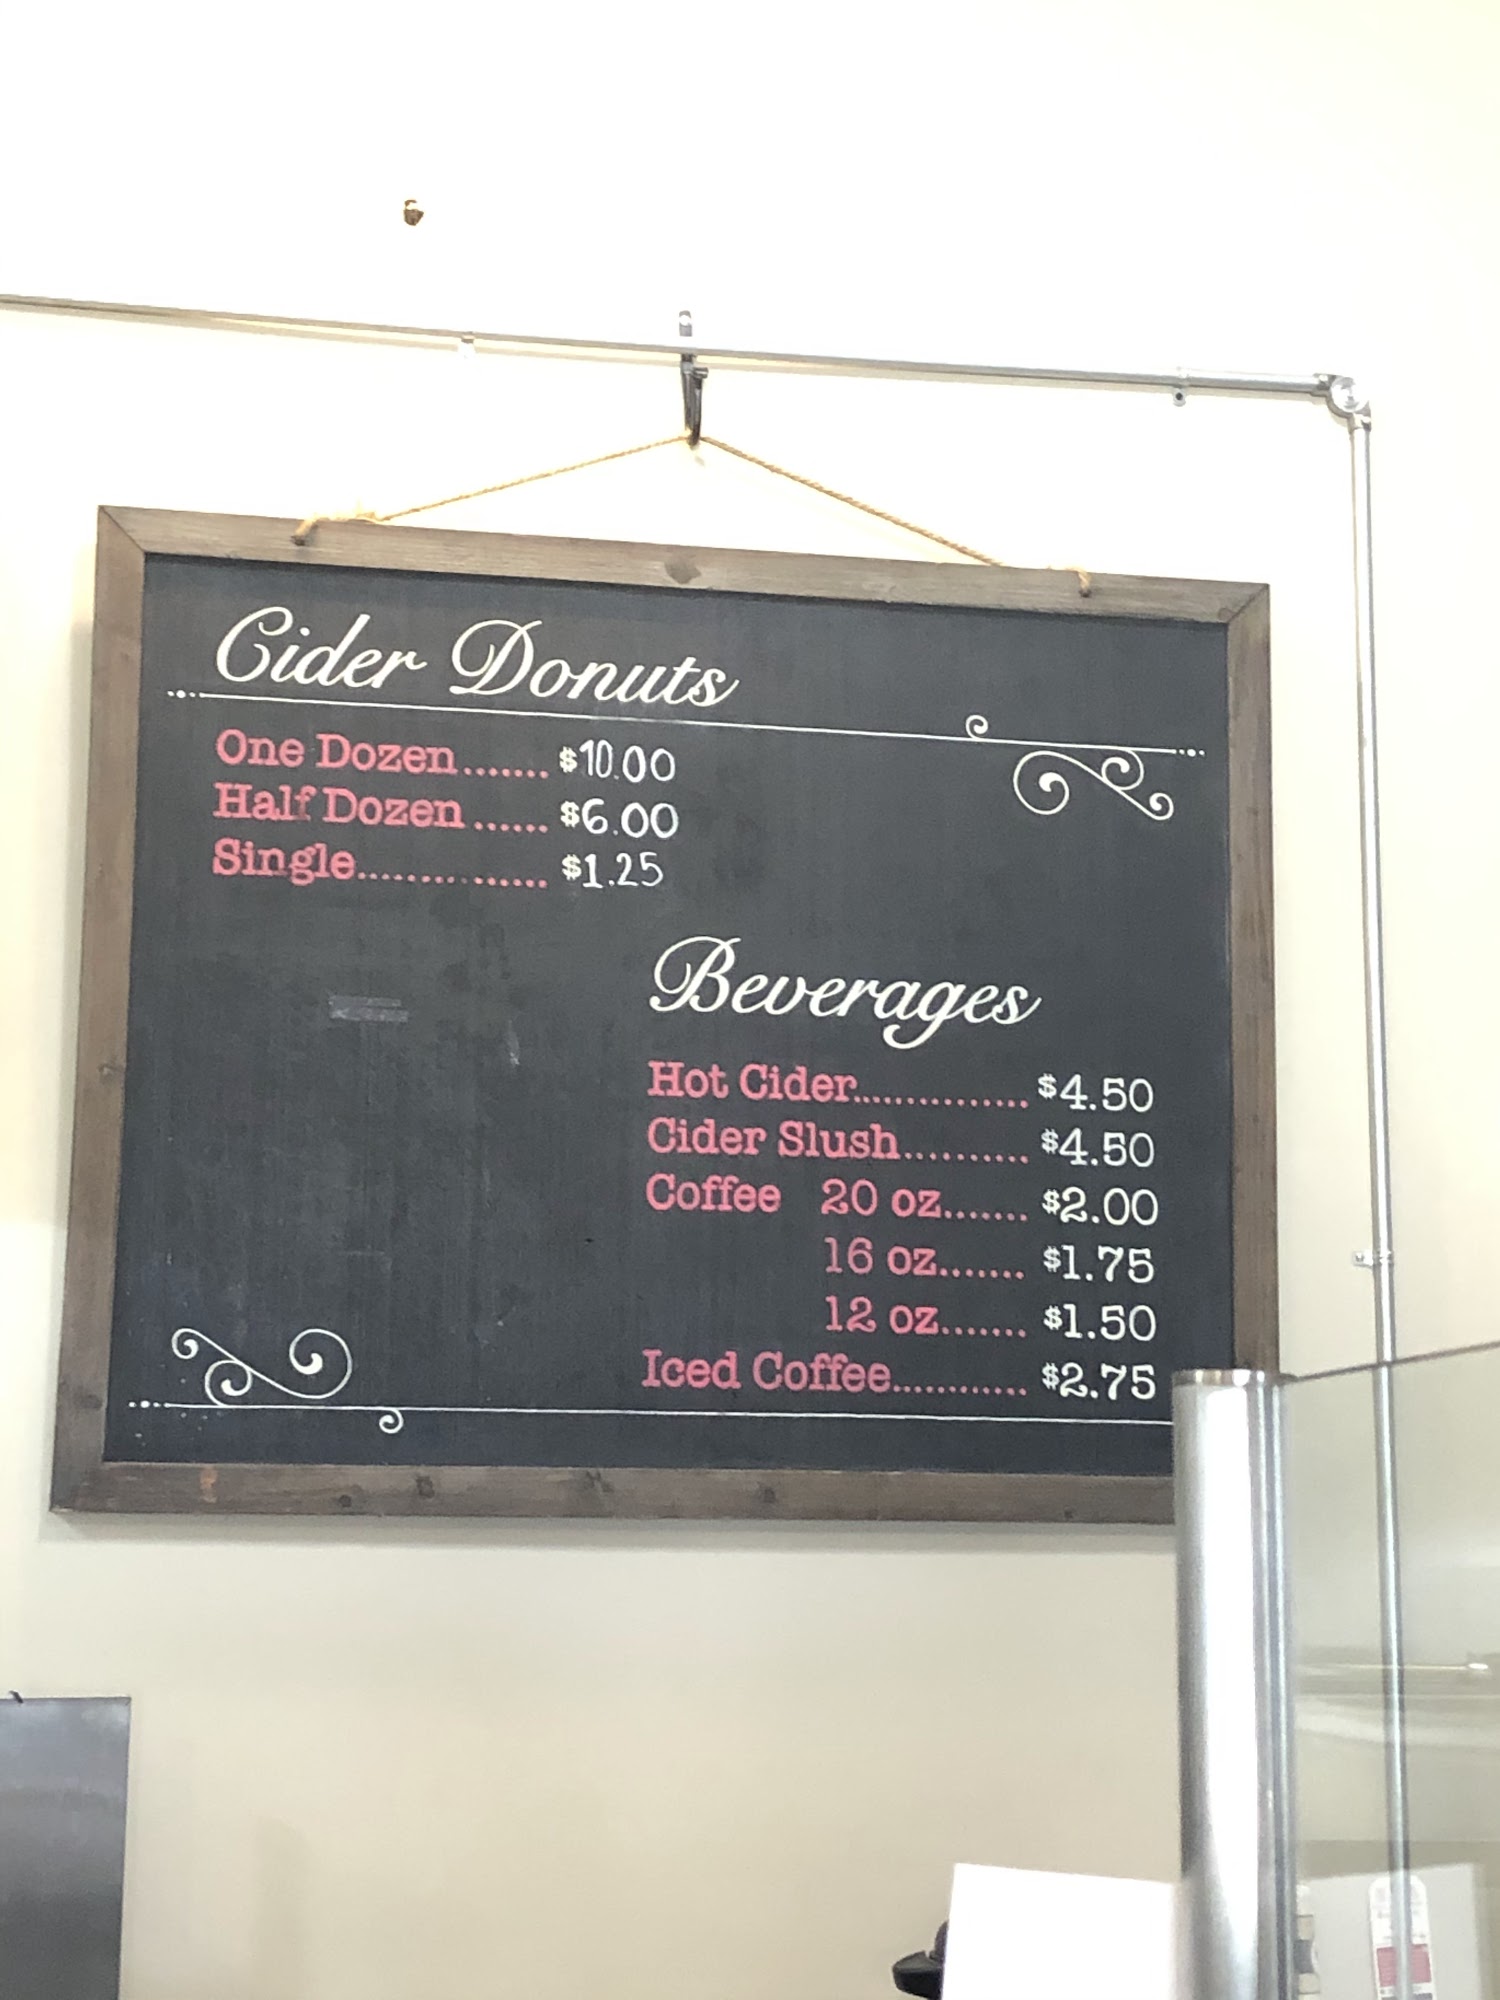 Cider Donuts
One Dozen....... $10.00
Half Dozen ...... $6.00
Single............... $1.25
Beverages
Hot Cider................ $4.50
Cider Slush.......... $4.50
Coffee 20 oz....... $2.00
16 oz....... $1.75
12 oz....... $1.50
Iced Coffee............ $2.75